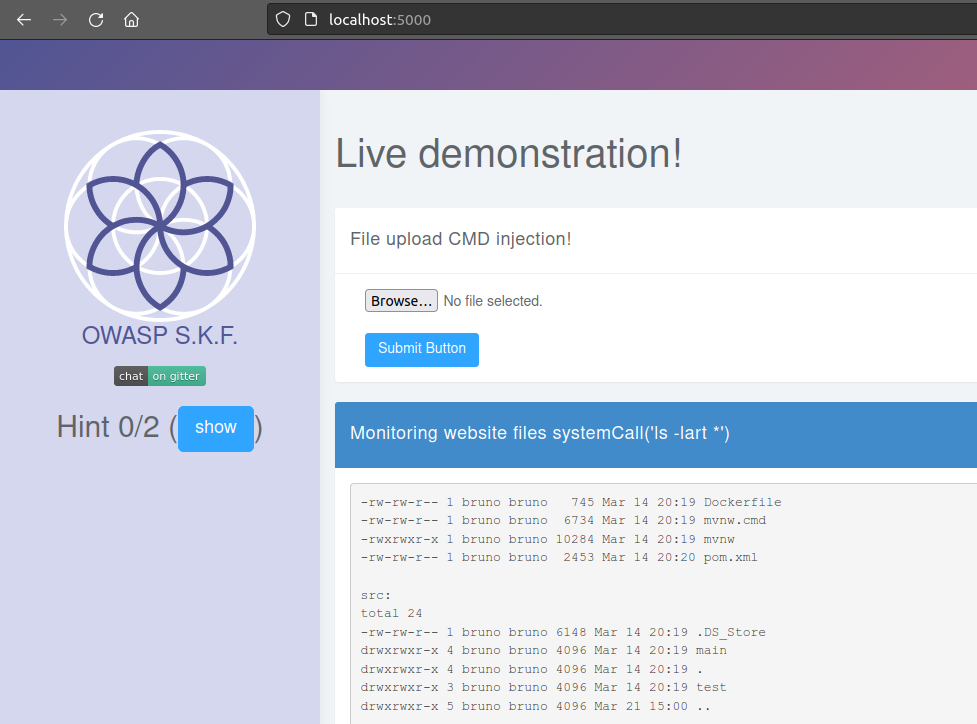 localhost:5000
Live demonstration!
File upload CMD injection!
Browse... No file selected.
Submit Button
OWASP S.K.F.
chat on gitter
Hint 0/2 (show)
Monitoring website files systemCall('ls -lart *')
-rw-rw-r-- 1 bruno bruno   745 Mar 14 20:19 Dockerfile
-rw-rw-r-- 1 bruno bruno  6734 Mar 14 20:19 mvnw.cmd
-rwxrwxr-x 1 bruno bruno 10284 Mar 14 20:19 mvnw
-rw-rw-r-- 1 bruno bruno  2453 Mar 14 20:20 pom.xml
src:
total 24
-rw-rw-r-- 1 bruno bruno 6148 Mar 14 20:19 .DS_Store
drwxrwxr-x 4 bruno bruno 4096 Mar 14 20:19 main
drwxrwxr-x 4 bruno bruno 4096 Mar 14 20:19 .
drwxrwxr-x 3 bruno bruno 4096 Mar 14 20:19 test
drwxrwxr-x 5 bruno bruno 4096 Mar 21 15:00 ..